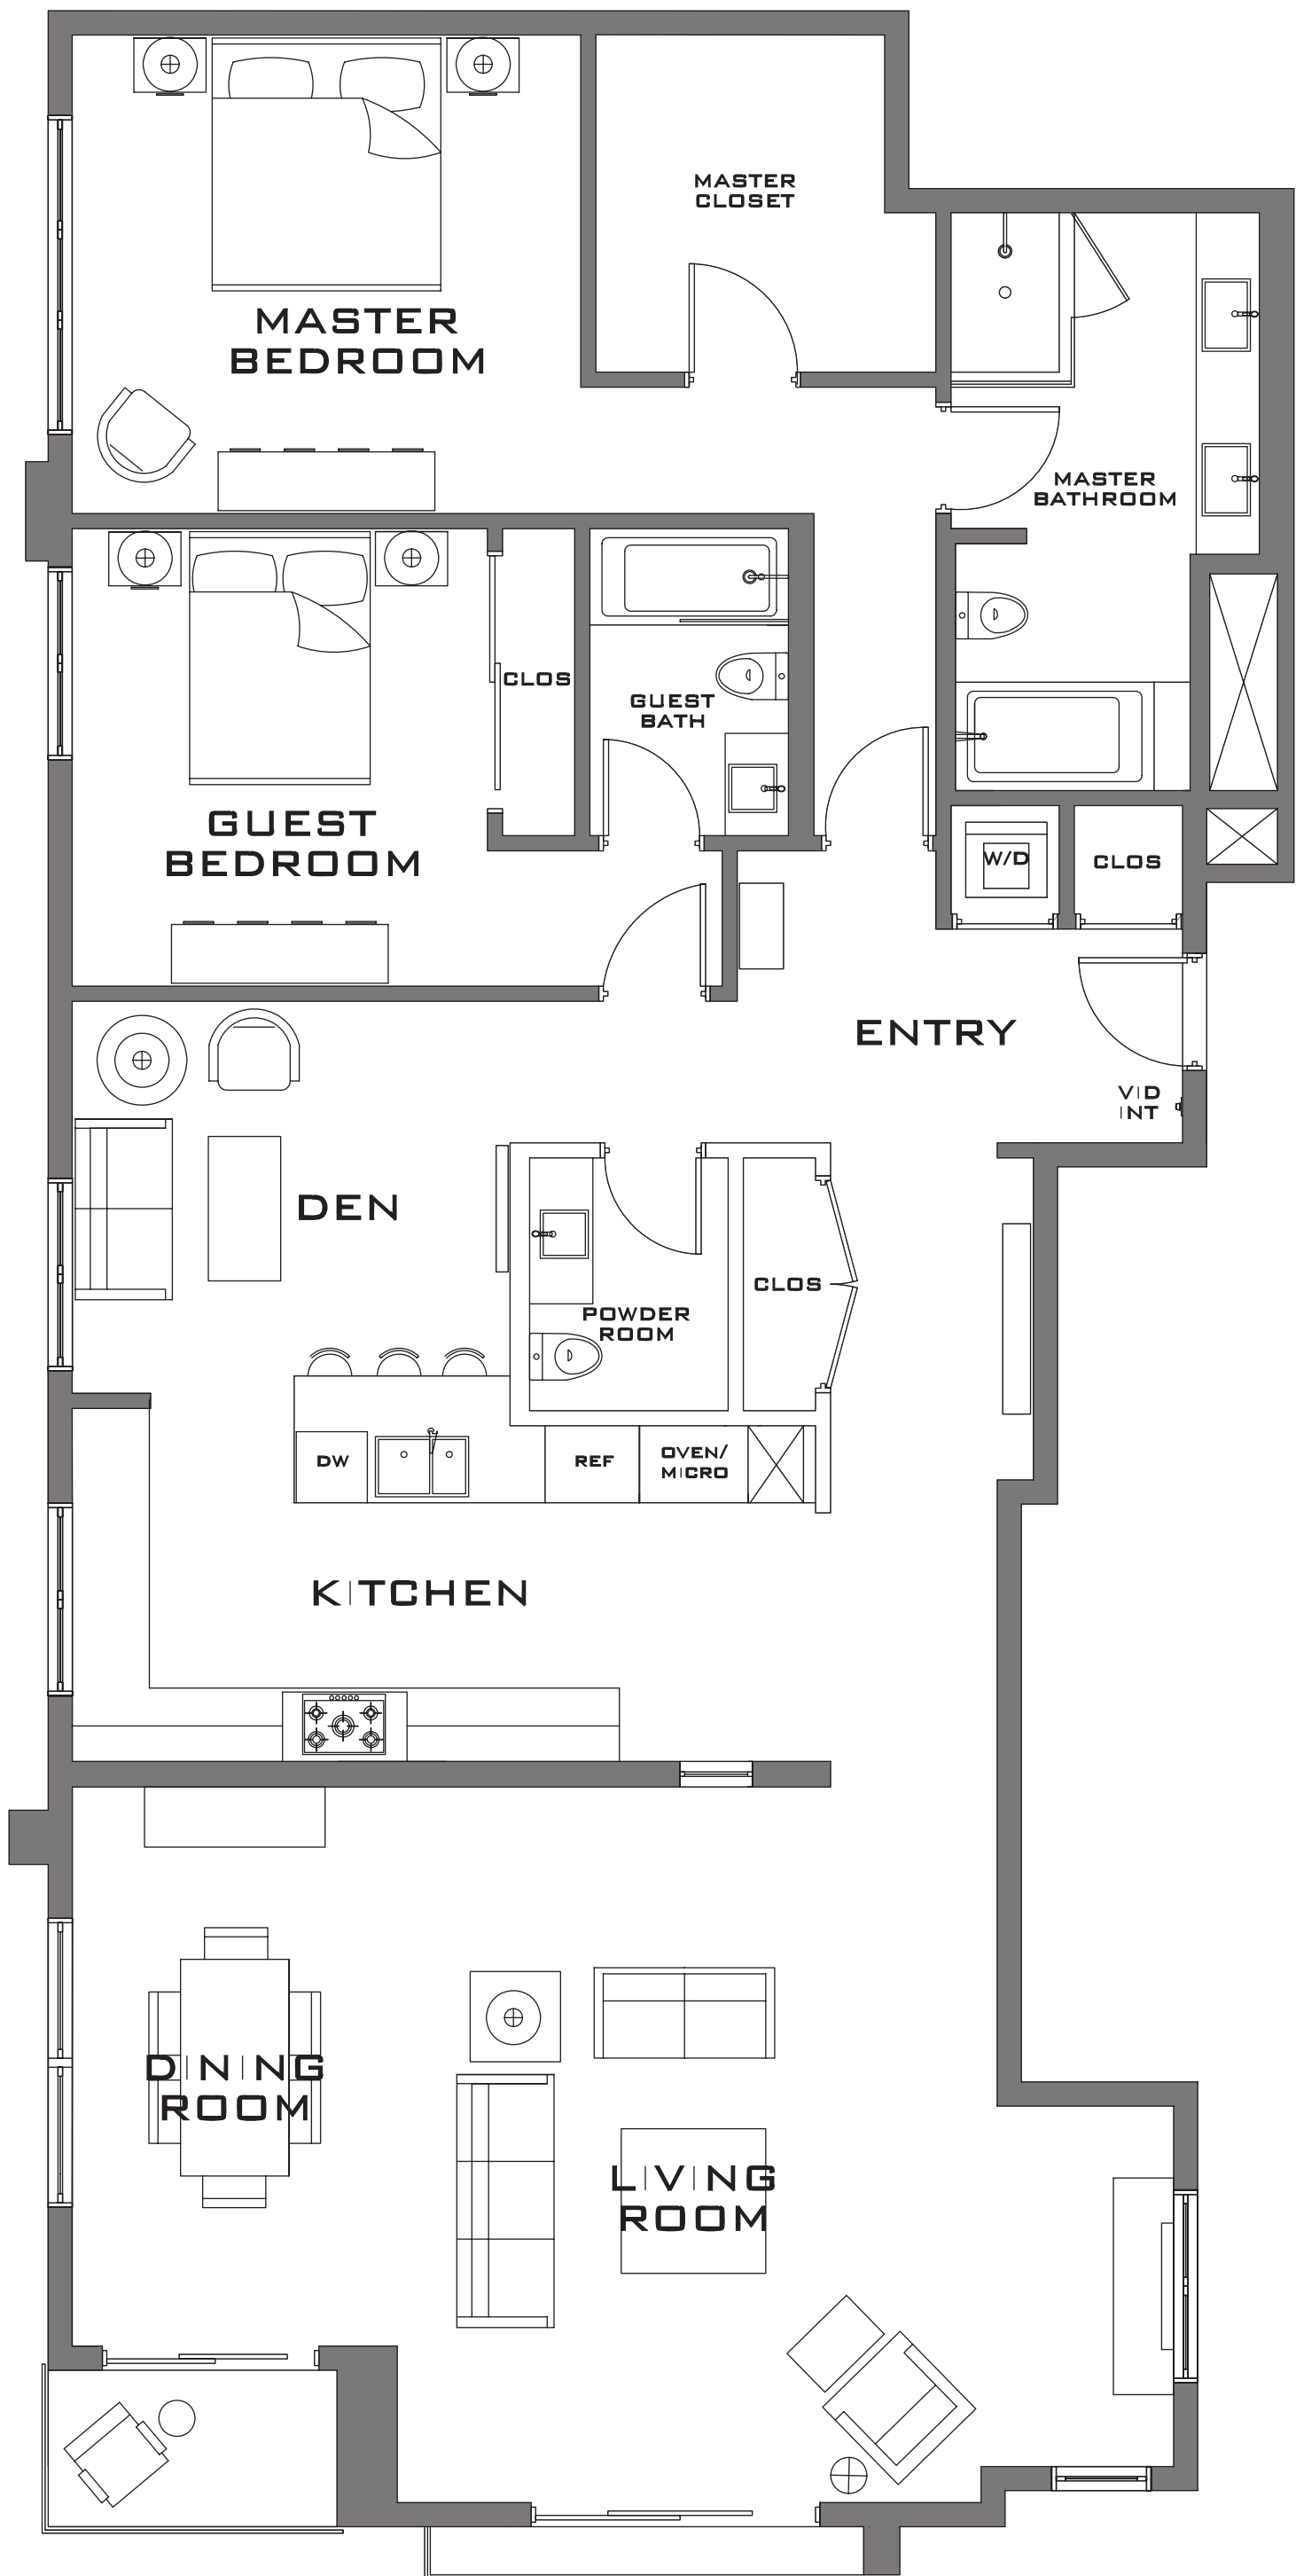 MASTER
CLOSET
MASTER
BEDROOM
MASTER
BATHROOM
CLOS
GUEST
BATH
GUEST
BEDROOM
W/D
CLOS
ENTRY
VID
INT
DEN
CLOS
POWDER
ROOM
DW
REF
OVEN/
MICRO
KITCHEN
DINING
ROOM
LIVING
ROOM